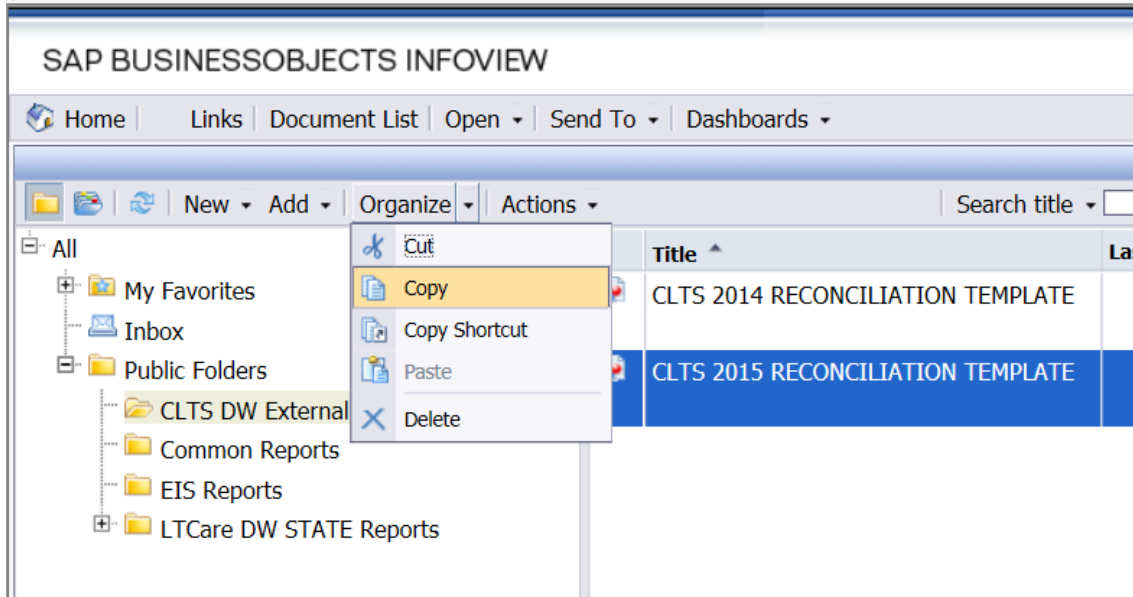 SAP BUSINESSOBJECTS INFOVIEW
Home Links Document List Open Send To Dashboards
New Add Organize Actions Search title
All
My Favorites
Inbox
Public Folders
CLTS DW External
Common Reports
EIS Reports
LTCare DW STATE Reports
Cut
Copy
Copy Shortcut
Paste
Delete
Title
CLTS 2014 RECONCILIATION TEMPLATE
CLTS 2015 RECONCILIATION TEMPLATE